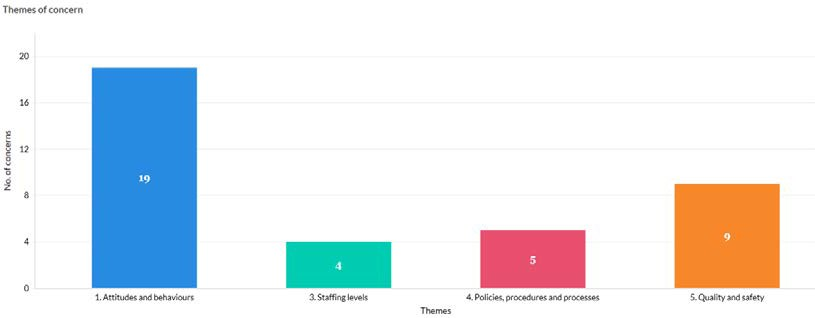 Themes of concern
No. of concerns
20
16
12
8
4
0
19
4
5
9
1. Attitudes and behaviours
3. Staffing levels
4. Policies, procedures and processes
5. Quality and safety
Themes